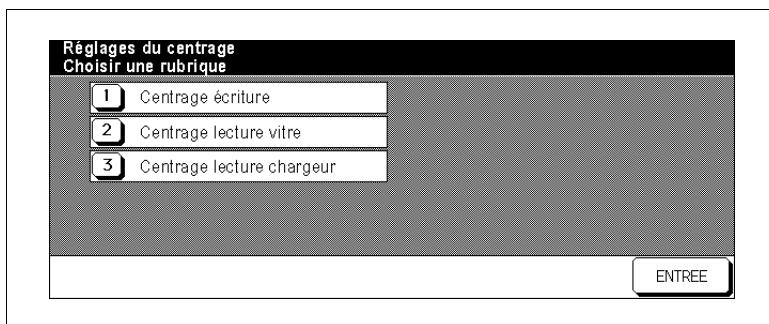 Réglages du centrage
Choisir une rubrique
1 Centrage écriture
2 Centrage lecture vitre
3 Centrage lecture chargeur
ENTREE